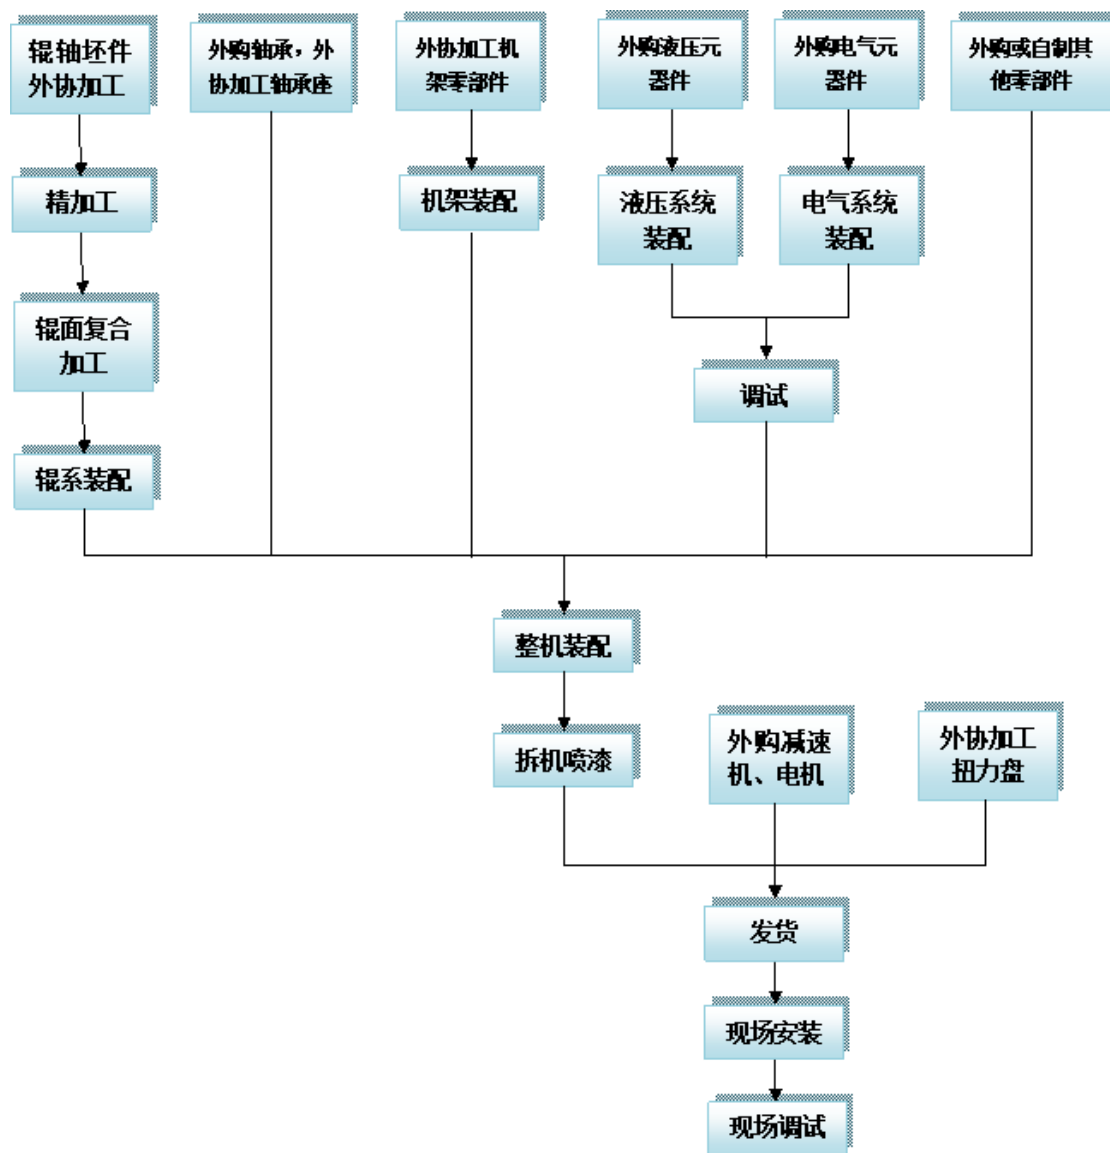 辊轴坯件
外协加工
外购轴承，外
协加工轴承座
外协加工机
架零部件
外购液压元
器件
外购电气元
器件
外购或自制其
他零部件
精加工
机架装配
液压系统
装配
电气系统
装配
辊面复合
加工
调试
辊系装配
整机装配
拆机喷漆
外购减速
机、电机
外协加工
扭力盘
发货
现场安装
现场调试